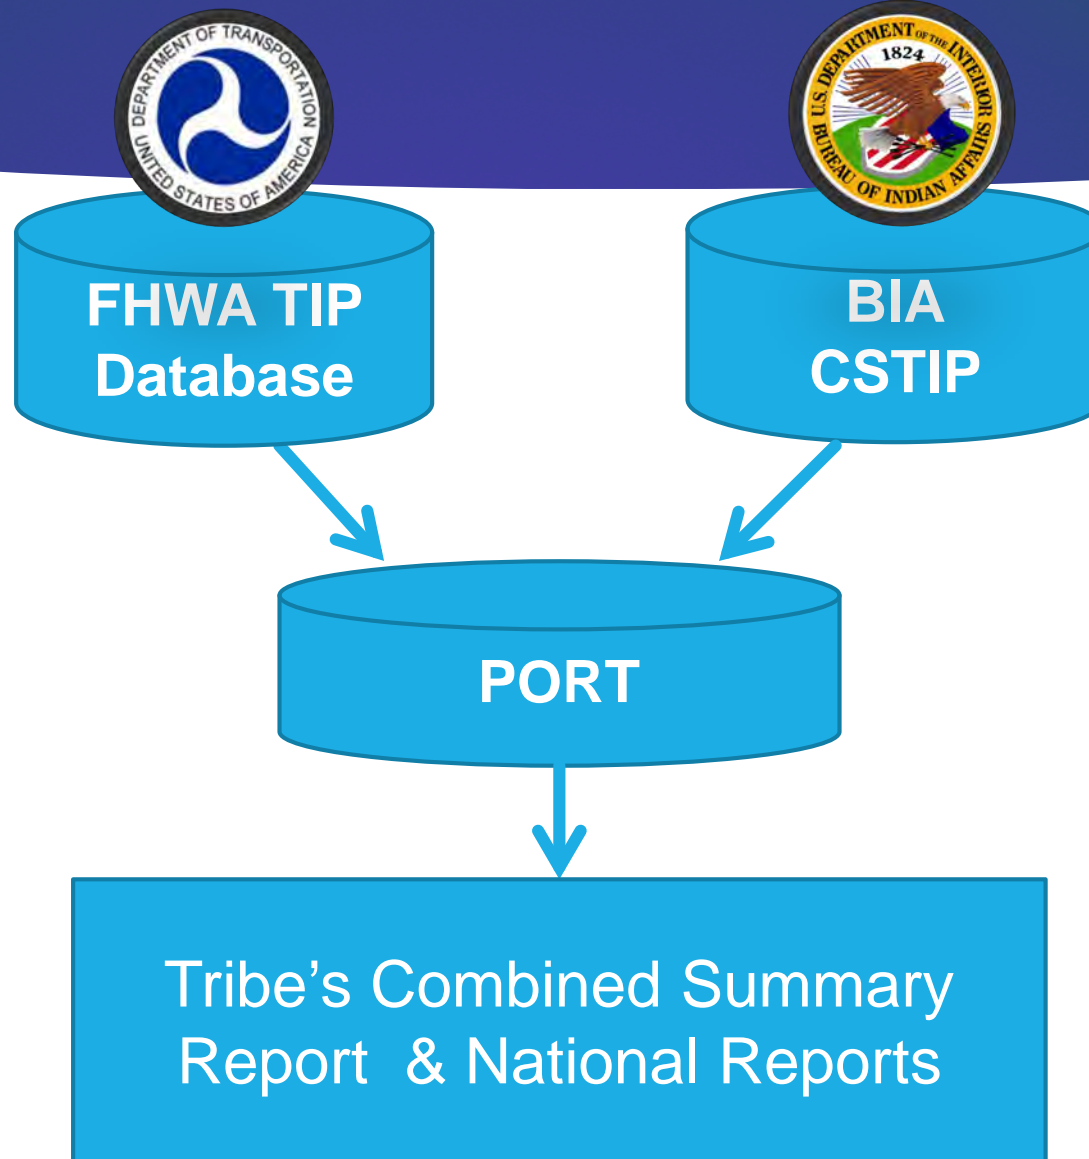 DEPARTMENT OF TRANSPORTATION
UNITED STATES OF AMERICA
U.S. DEPARTMENT OF THE INTERIOR
1824
BUREAU OF INDIAN AFFAIRS
FHWA TIP
Database
BIA
CSTIP
PORT
Tribe’s Combined Summary
Report & National Reports